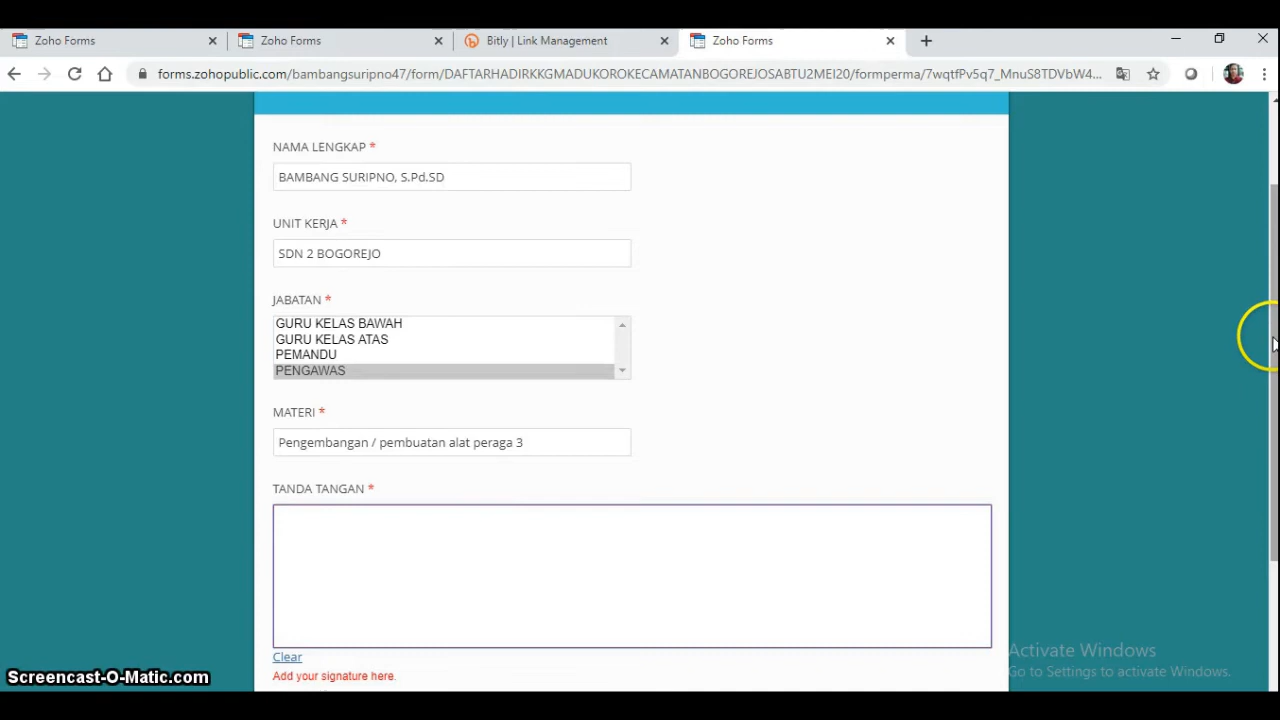 Zoho Forms
Zoho Forms
Bitly | Link Management
Zoho Forms
forms.zohopublic.com/bambangsuripno47/form/DAFTARHADIRKKGMADUKOROKECAMATANBOGOREJOSABTU2MEI20/formperma/7wqtfPv5q7_MnuS8TDVbW4...
NAMA LENGKAP *
BAMBANG SURIPNO, S.Pd.SD
UNIT KERJA *
SDN 2 BOGOREJO
JABATAN *
GURU KELAS BAWAH
GURU KELAS ATAS
PEMANDU
PENGAWAS
MATERI *
Pengembangan / pembuatan alat peraga 3
TANDA TANGAN *
Clear
Add your signature here.
Activate Windows
Go to Settings to activate Windows.
Screencast-O-Matic.com